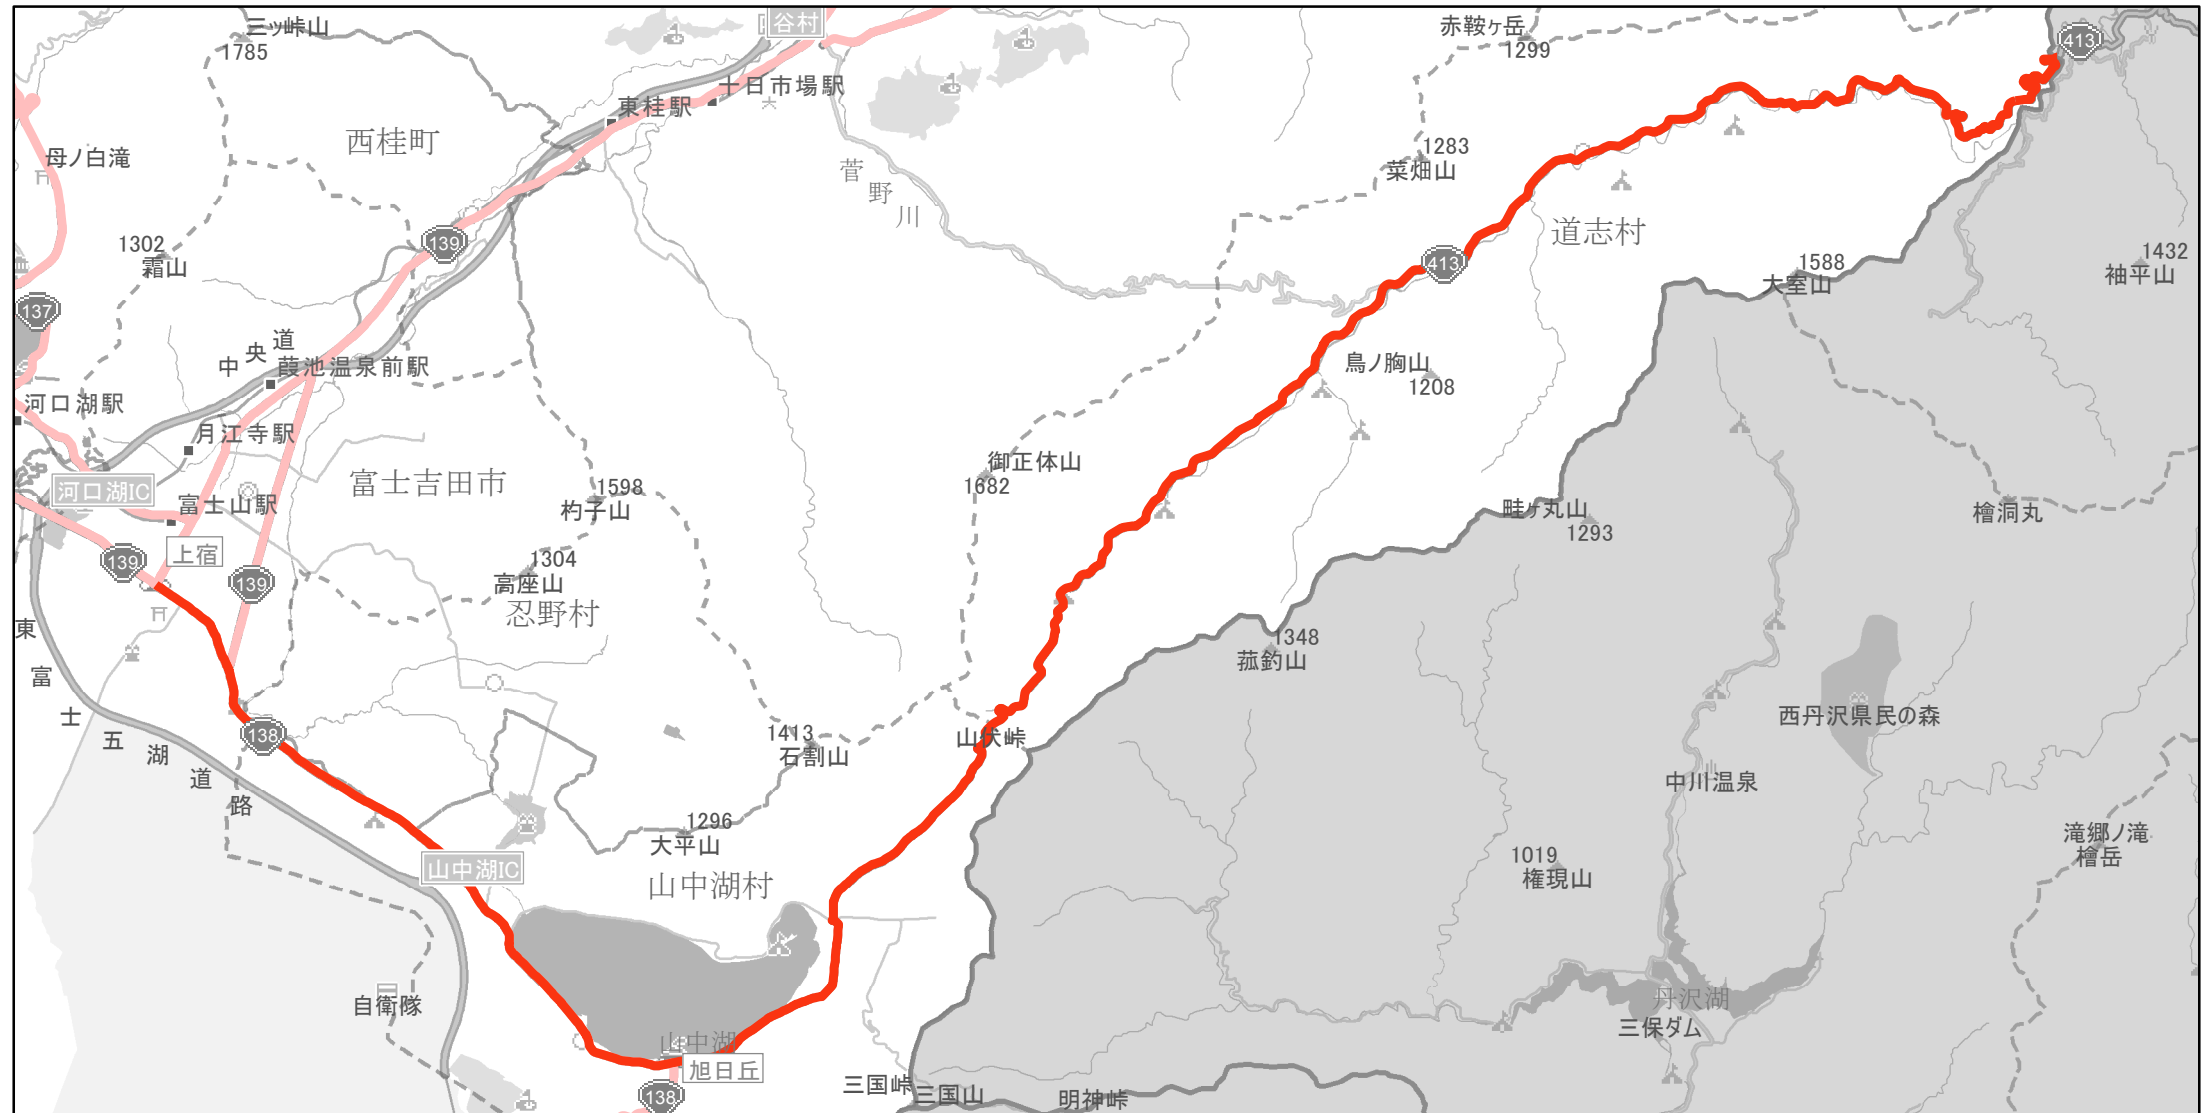 三ッ峠山
1785
谷村
赤鞍ヶ岳
1299
413
十日市場駅
東桂駅
西桂町
母ノ白滝
菅野川
1283
菜畑山
道志村
139
1302
霜山
413
1588
大室山
1432
袖平山
137
中央道
葭池温泉前駅
鳥ノ胸山
1208
河口湖駅
月江寺駅
河口湖IC
富士山駅
富士吉田市
1598
杓子山
御正体山
1682
畦ヶ丸山
1293
檜洞丸
上宿
139
139
1304
高座山
忍野村
東富士五湖道路
1348
菰釣山
138
1413
石割山
山伏峠
西丹沢県民の森
中川温泉
1296
大平山
山中湖IC
山中湖村
1019
権現山
滝郷ノ滝
檜岳
自衛隊
山中湖
旭日丘
138
丹沢湖
三保ダム
三国峠
三国山
明神峠